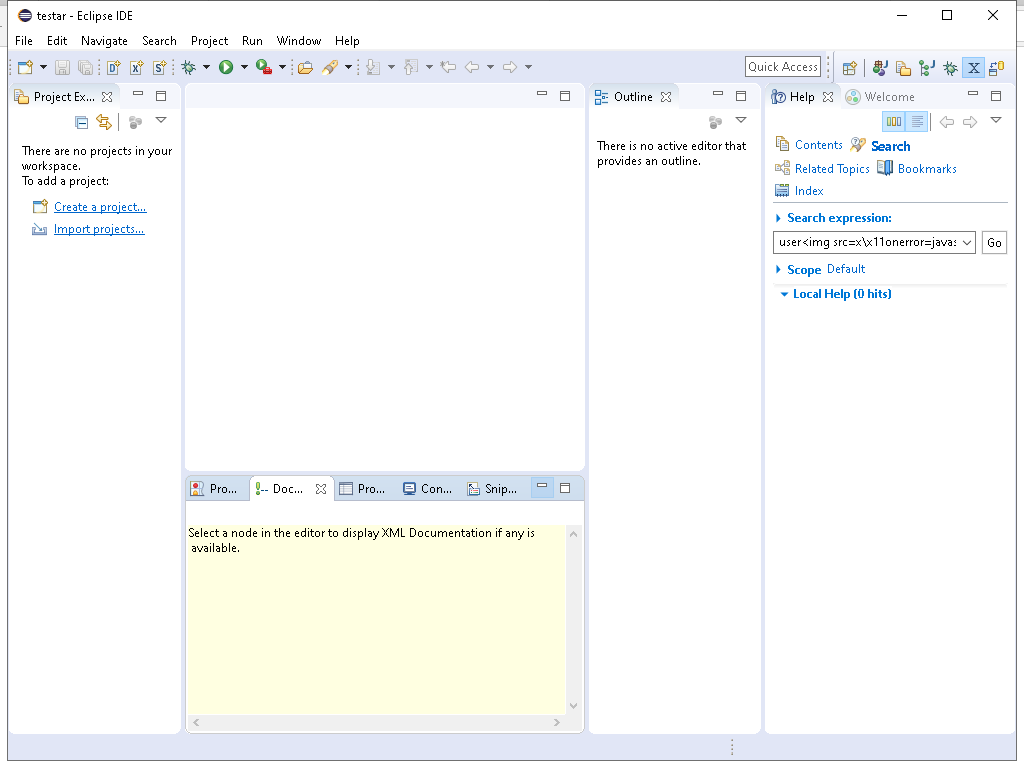 testar - Eclipse IDE
File Edit Navigate Search Project Run Window Help
Quick Access
Project Ex...
There are no projects in your
workspace.
To add a project:
Create a project...
Import projects...
Outline
There is no active editor that
provides an outline.
Help Welcome
Contents Search
Related Topics Bookmarks
Index
Search expression:
user<img src=x\x11onerror=javas Go
Scope Default
Local Help (0 hits)
Pro... Doc... Pro... Con... Snip...
Select a node in the editor to display XML Documentation if any is
available.